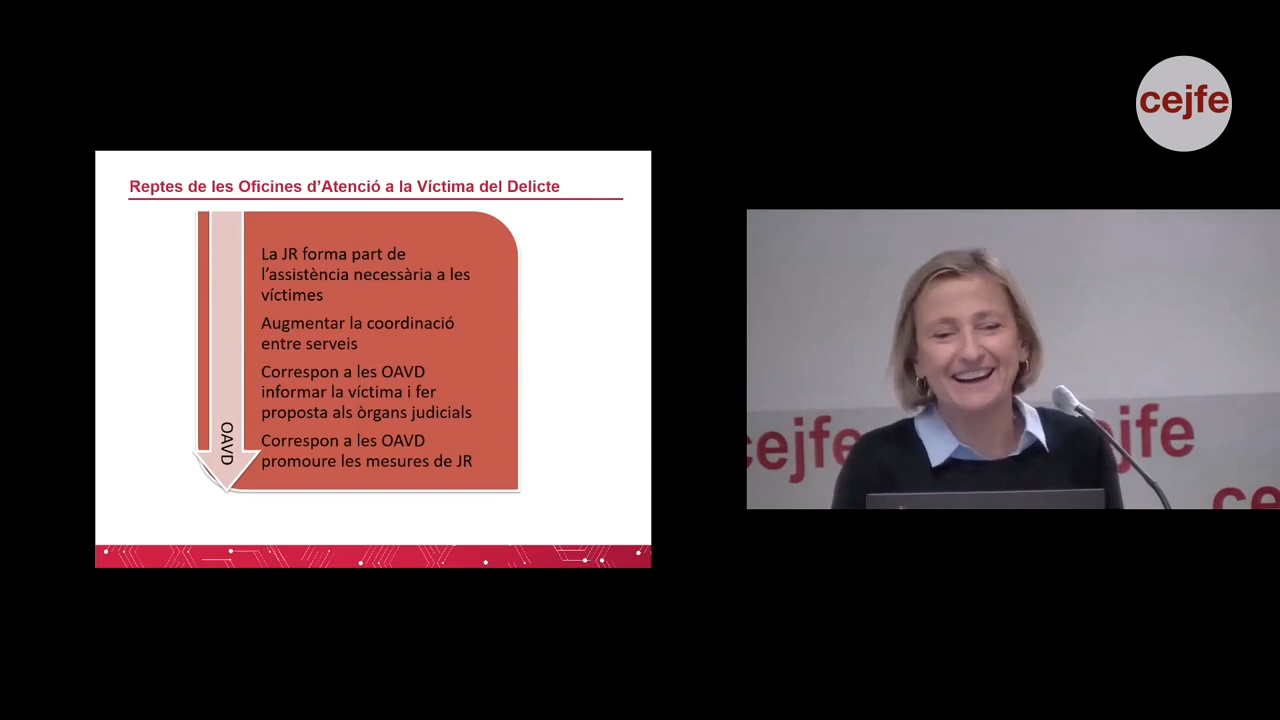 cejfe
Reptes de les Oficines d'Atenció a la Víctima del Delicte
La JR forma part de
l'assistència necessària a les
víctimes
Augmentar la coordinació
entre serveis
Correspon a les OAVD
informar la víctima i fer
proposta als òrgans judicials
Correspon a les OAVD
promoure les mesures de JR
OAVD
cejfe
cejfe
ce